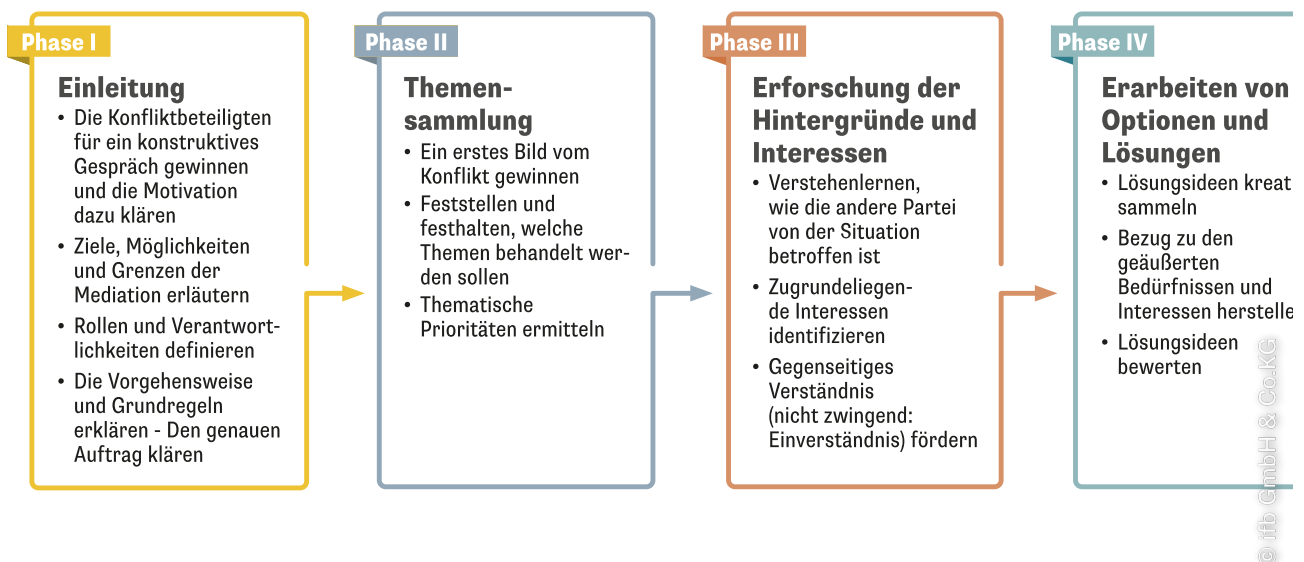 Phase I
Einleitung
• Die Konfliktbeteiligten
für ein konstruktives
Gespräch gewinnen
und die Motivation
dazu klären
• Ziele, Möglichkeiten
und Grenzen der
Mediation erläutern
• Rollen und Verantwort-
lichkeiten definieren
• Die Vorgehensweise
und Grundregeln
erklären - Den genauen
Auftrag klären
Phase II
Themen-
sammlung
• Ein erstes Bild vom
Konflikt gewinnen
• Feststellen und
festhalten, welche
Themen behandelt wer-
den sollen
• Thematische
Prioritäten ermitteln
Phase III
Erforschung der
Hintergründe und
Interessen
• Verstehenlernen,
wie die andere Partei
von der Situation
betroffen ist
• Zugrundeliegen-
de Interessen
identifizieren
• Gegenseitiges
Verständnis
(nicht zwingend:
Einverständnis) fördern
Phase IV
Erarbeiten von
Optionen und
Lösungen
• Lösungsideen kreat
sammeln
• Bezug zu den
geäußerten
Bedürfnissen und
Interessen herstelle
• Lösungsideen
bewerten
© ifb GmbH & Co.KG